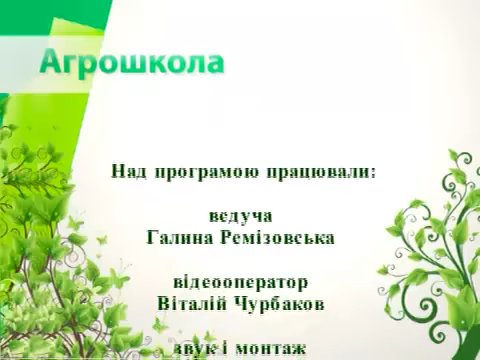 Агрошкола
Над програмою працювали:
ведуча
Галина Ремізовська
відеооператор
Віталій Чурбаков
звук і монтаж